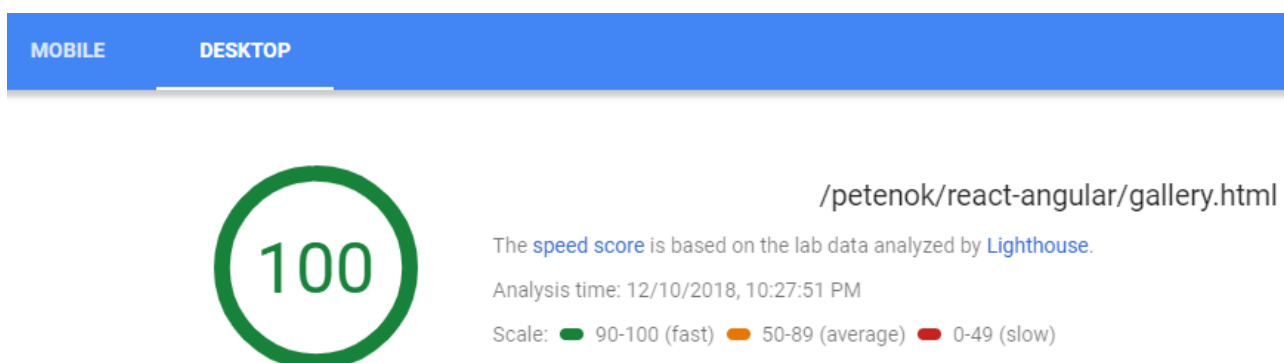 MOBILE DESKTOP
/petenok/react-angular/gallery.html
100
The speed score is based on the lab data analyzed by Lighthouse.
Analysis time: 12/10/2018, 10:27:51 PM
Scale: 90-100 (fast) 50-89 (average) 0-49 (slow)